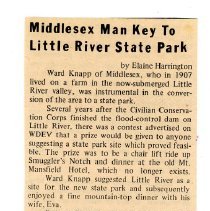 Middlesex Man Key To
Little River State Park
by Elaine Harrington
Ward Knapp of Middlesex, who in 1907
lived on a farm in the now-submerged Little
River valley, was instrumental in the conver-
sion of the area to a state park.
Several years after the Civilian Conserva-
tion Corps finished the flood-control dam on
Little River, there was a contest advertised on
WDEV that a prize would be given to anyone
suggesting a state park site which proved feasi-
ble. The prize was to be a chair lift ride up
Smuggler's Notch and dinner at the old Mt.
Mansfield Hotel, which no longer exists.
Ward Knapp suggested Little River as a
site for the new state park and subsequently
enjoyed a fine mountain-top dinner with his
wife, Eva.